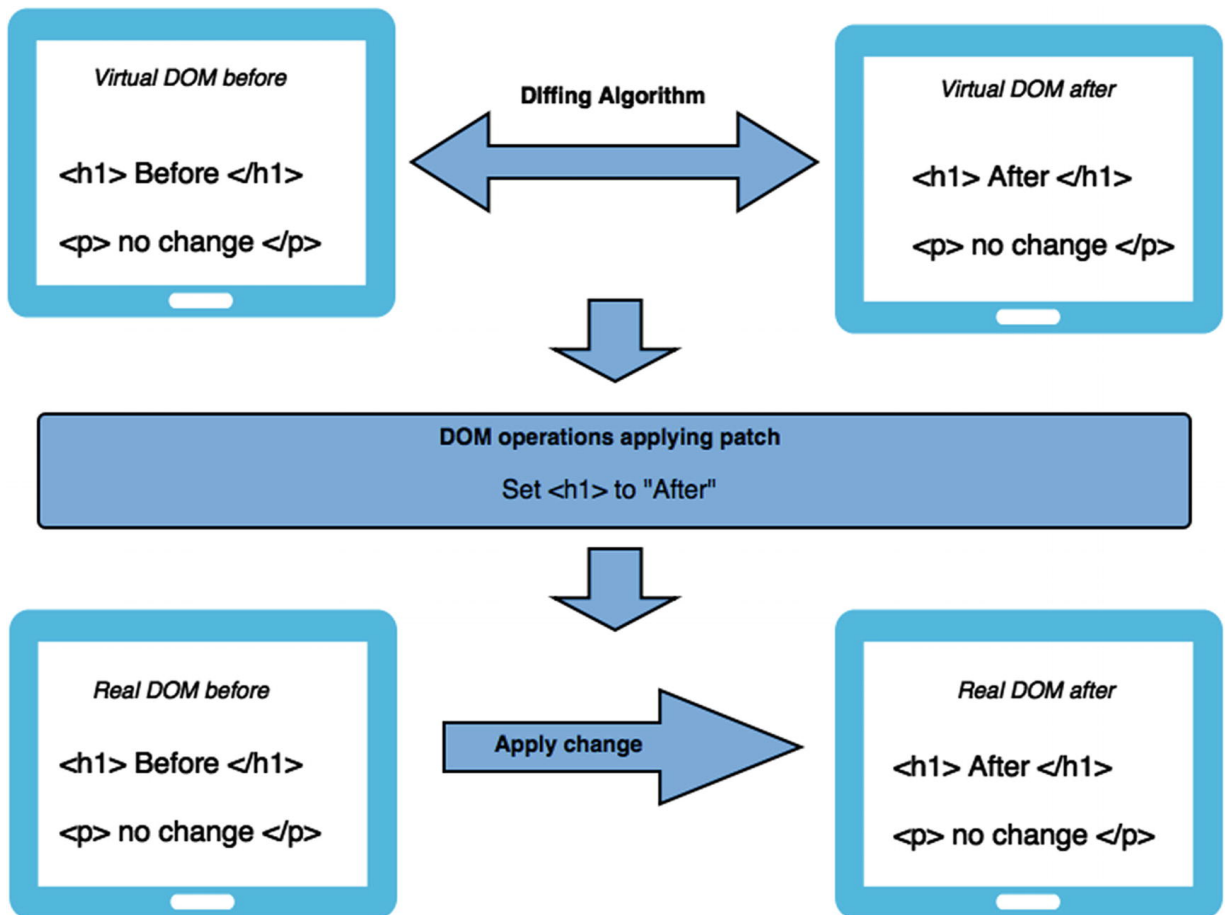 Virtual DOM before
<h1> Before </h1>
<p> no change </p>
DIffing Algorithm
Virtual DOM after
<h1> After </h1>
<p> no change </p>
DOM operations applying patch
Set <h1> to "After"
Real DOM before
<h1> Before </h1>
<p> no change </p>
Apply change
Real DOM after
<h1> After </h1>
<p> no change </p>